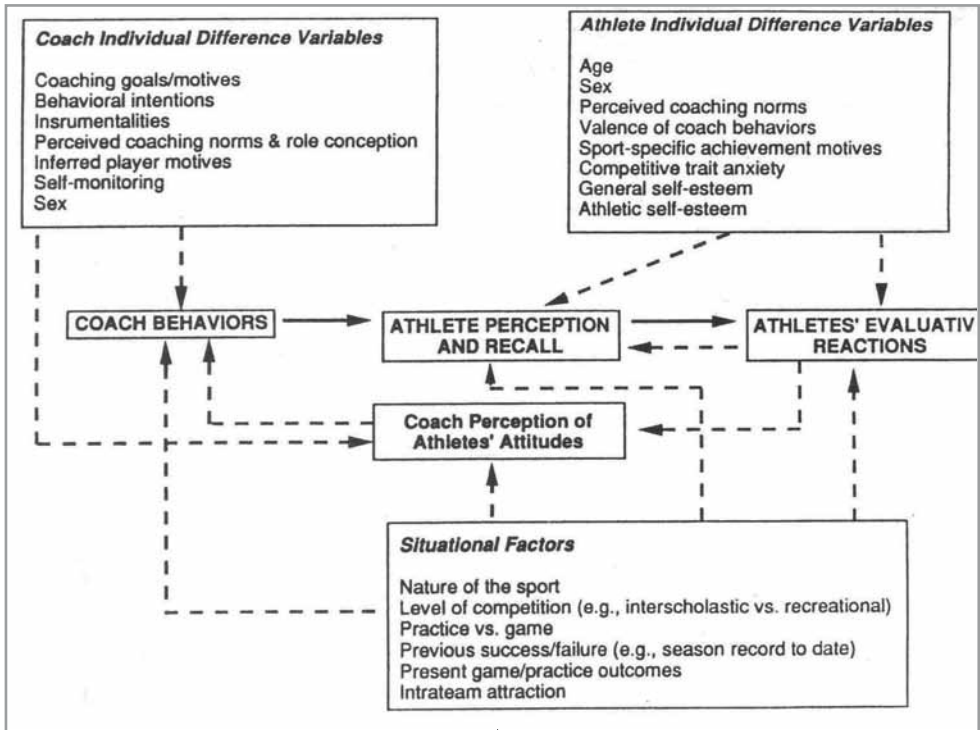 Coach Individual Difference Variables
Coaching goals/motives
Behavioral intentions
Insrumentalities
Perceived coaching norms & role conception
Inferred player motives
Self-monitoring
Sex
Athlete Individual Difference Variables
Age
Sex
Perceived coaching norms
Valence of coach behaviors
Sport-specific achievement motives
Competitive trait anxiety
General self-esteem
Athletic self-esteem
COACH BEHAVIORS
ATHLETE PERCEPTION
AND RECALL
ATHLETES' EVALUATIV
REACTIONS
Coach Perception of
Athletes' Attitudes
Situational Factors
Nature of the sport
Level of competition (e.g., interscholastic vs. recreational)
Practice vs. game
Previous success/failure (e.g., season record to date)
Present game/practice outcomes
Intrateam attraction